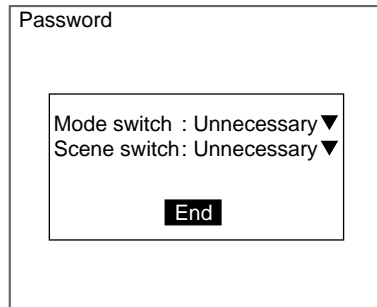 Password
Mode switch : Unnecessary▼
Scene switch: Unnecessary▼
End